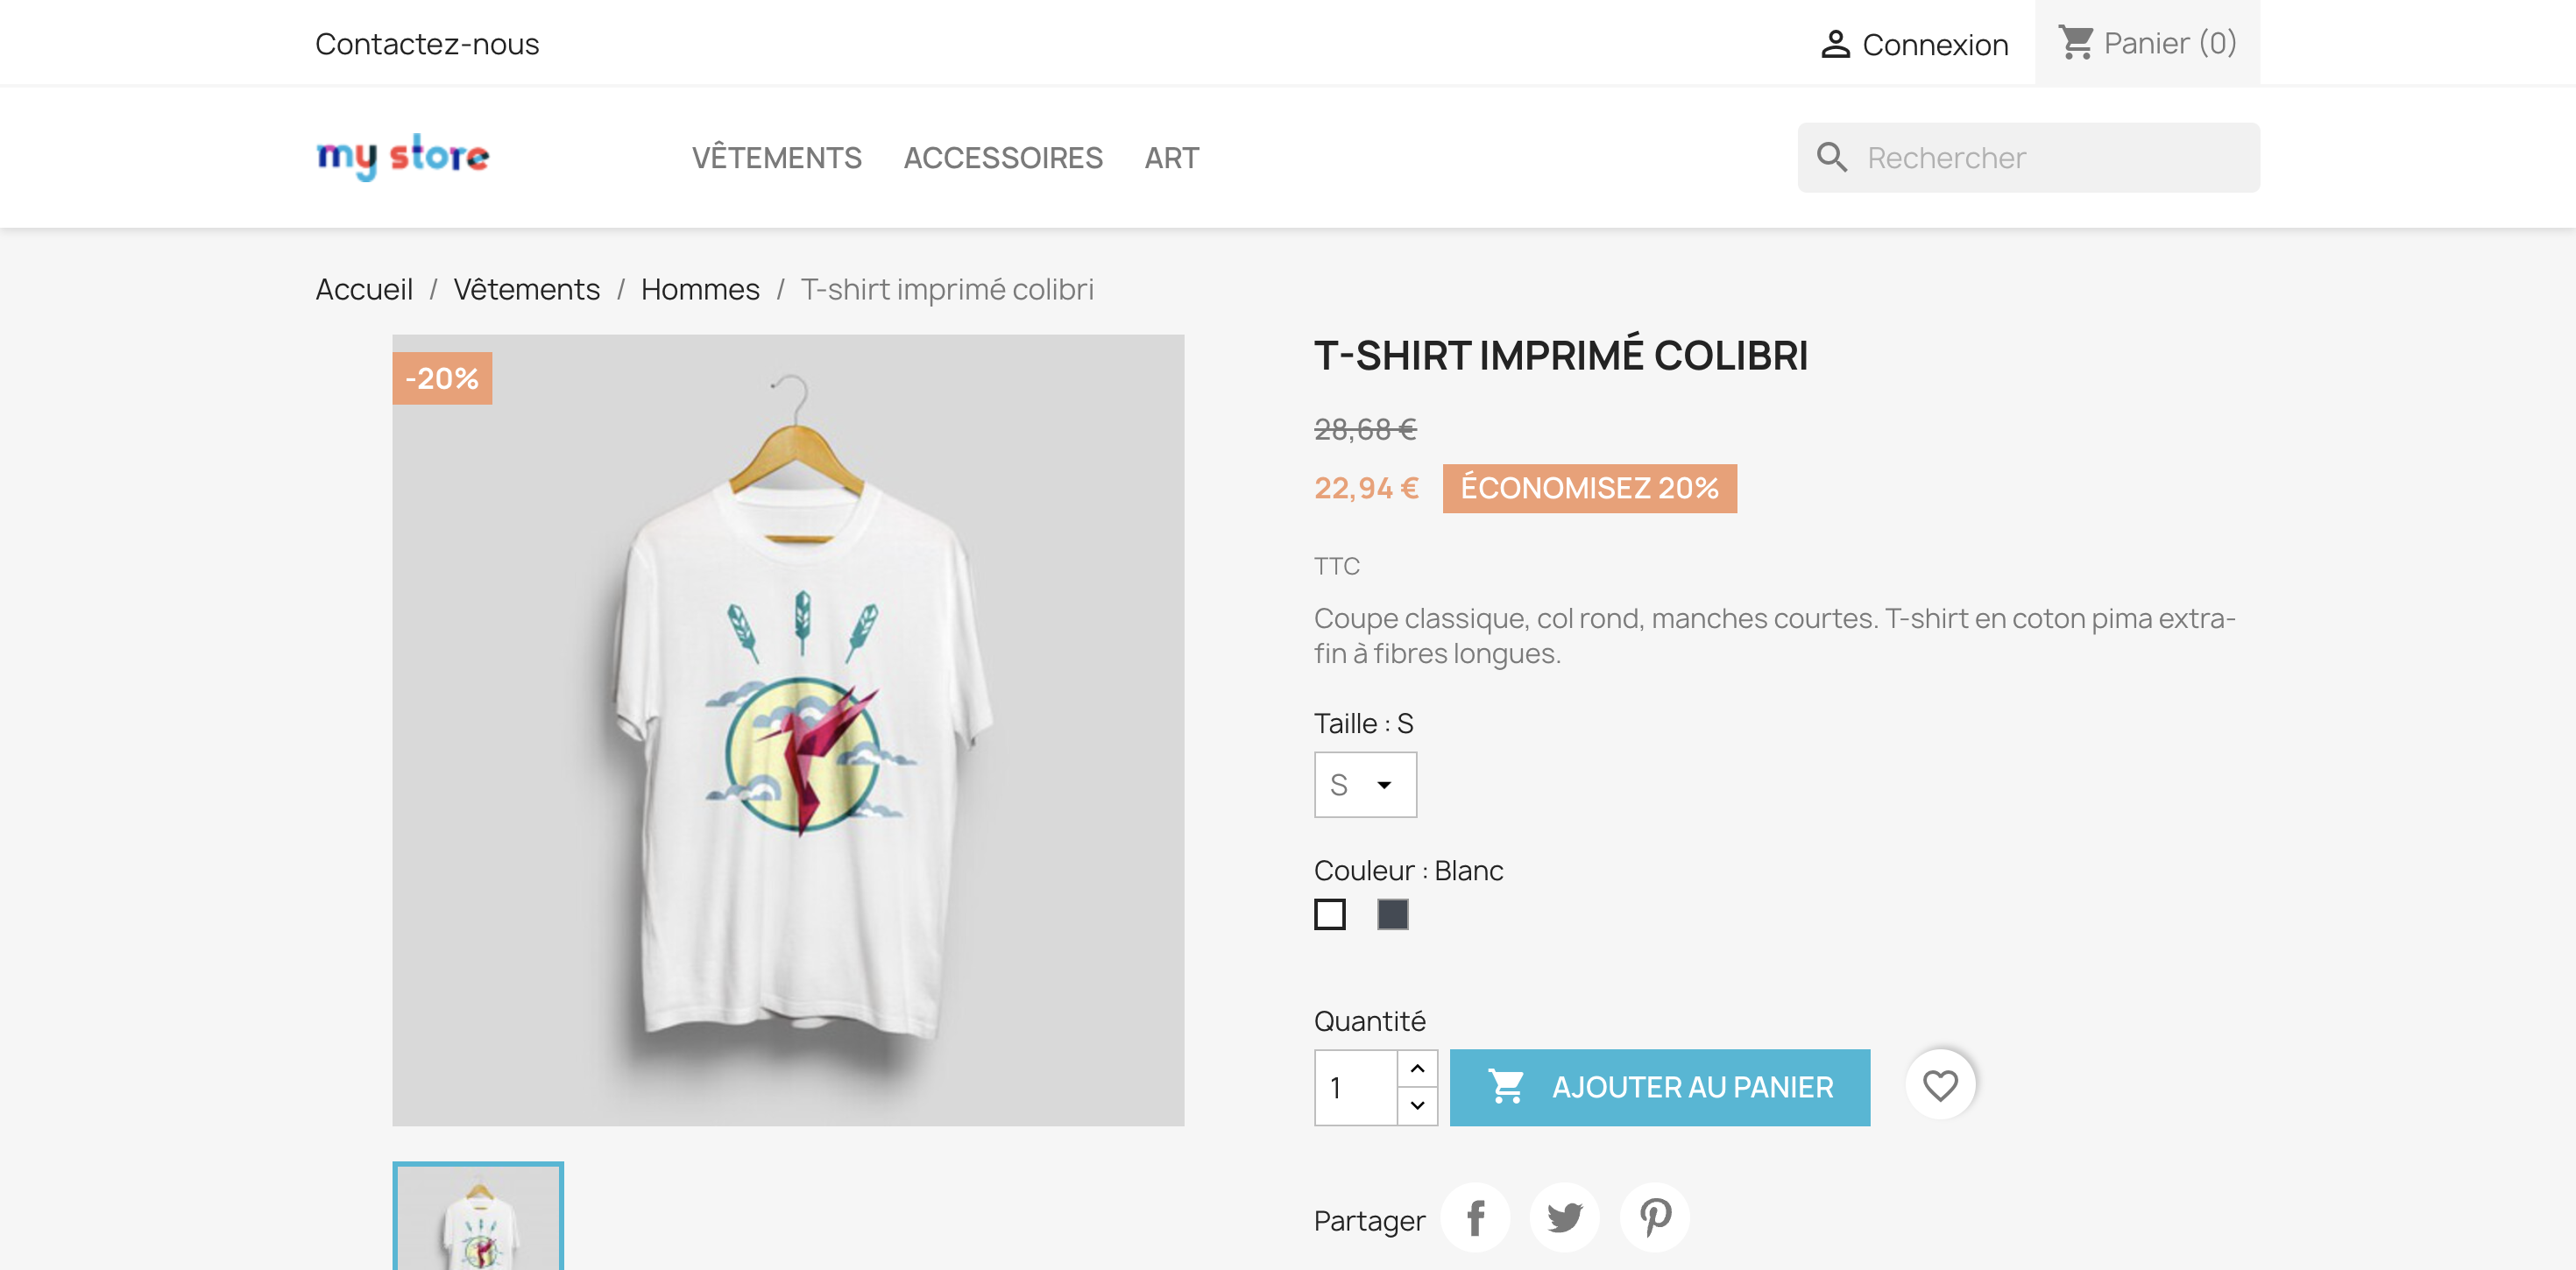 Contactez-nous
Connexion
Panier (0)
my store
VÊTEMENTS
ACCESSOIRES
ART
Rechercher
Accueil / Vêtements / Hommes / T-shirt imprimé colibri
-20%
T-SHIRT IMPRIMÉ COLIBRI
28,68 €
22,94 €
ÉCONOMISEZ 20%
TTC
Coupe classique, col rond, manches courtes. T-shirt en coton pima extra-
fin à fibres longues.
Taille : S
S
Couleur : Blanc
Quantité
1
AJOUTER AU PANIER
Partager